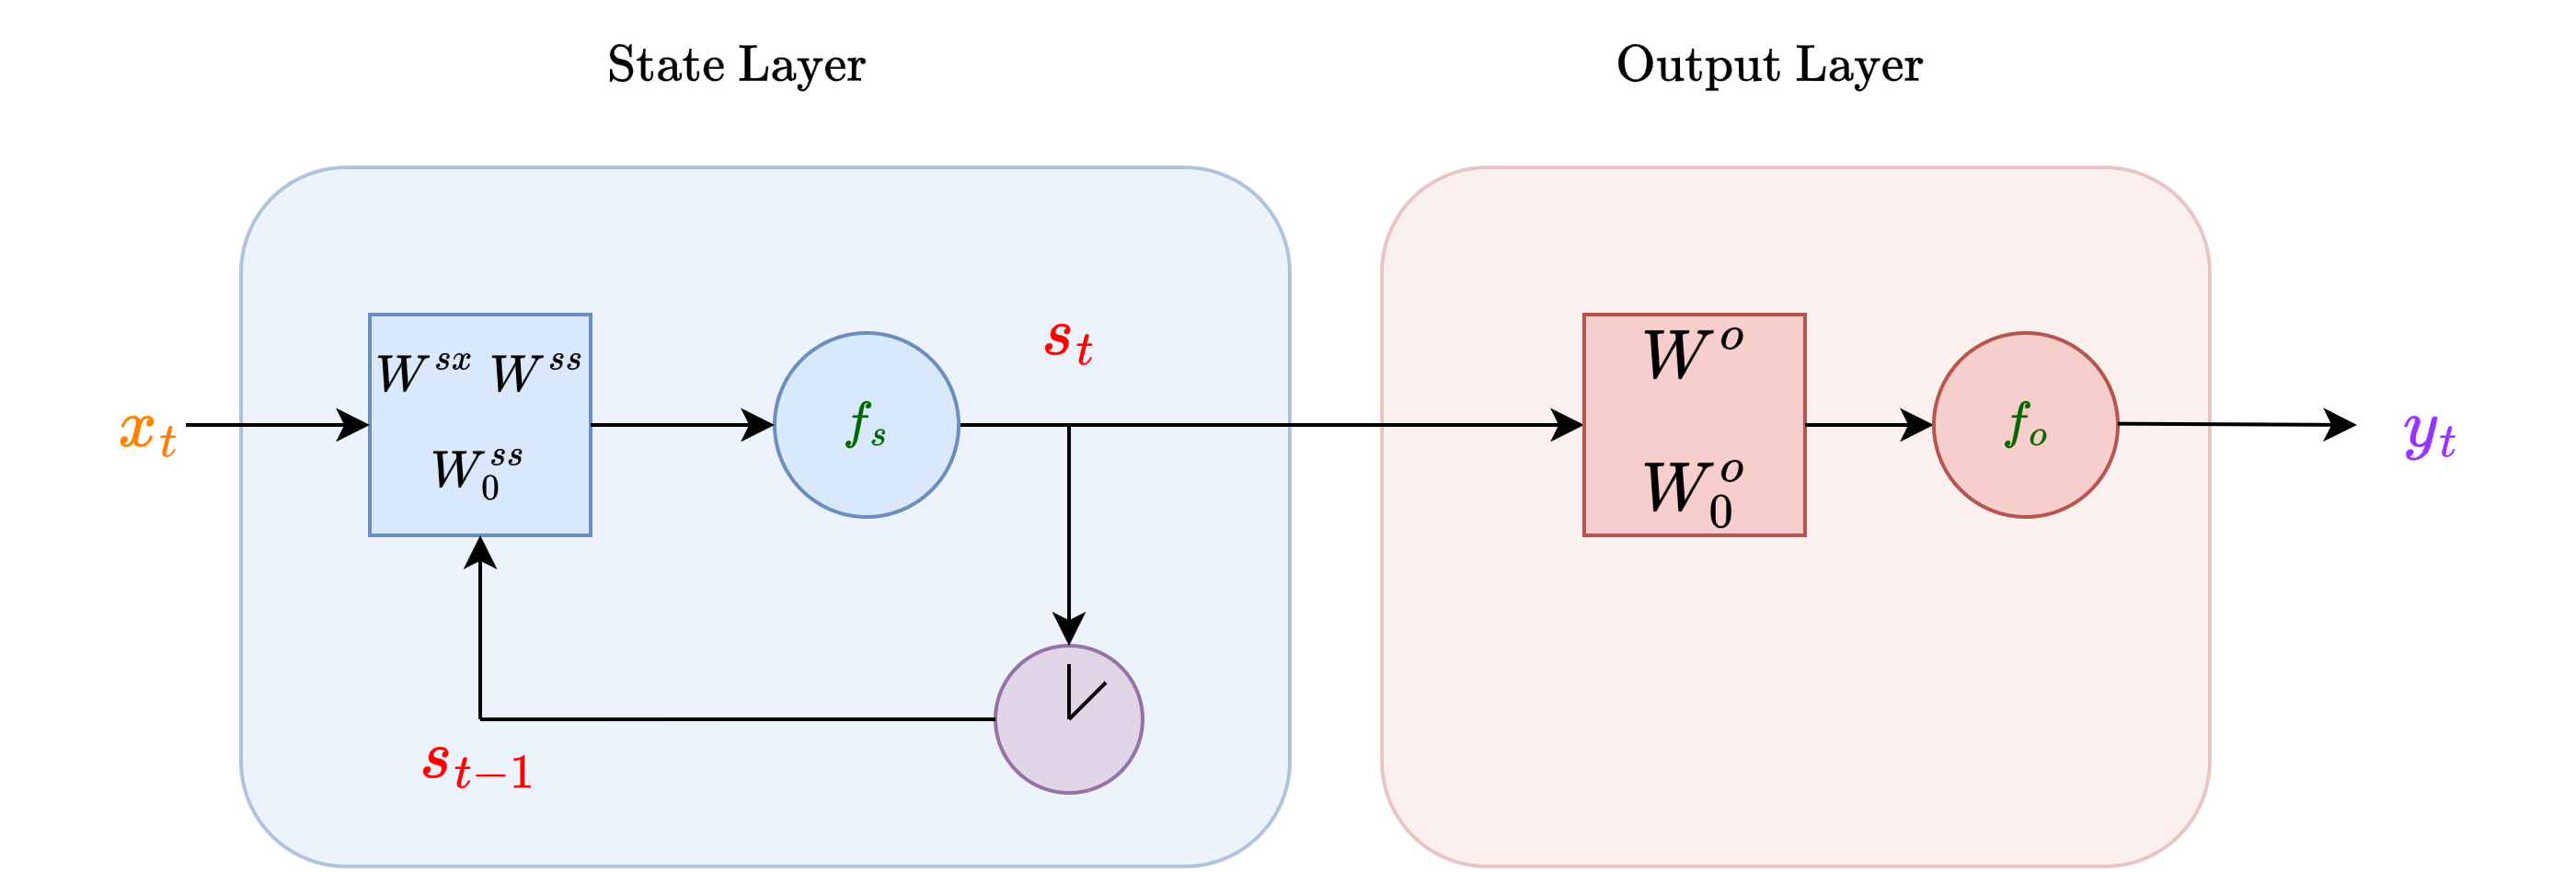 State Layer
Output Layer
x_t
W^{sx} W^{ss}
W_0^{ss}
f_s
s_t
s_{t-1}
W^o
W_0^o
f_o
y_t